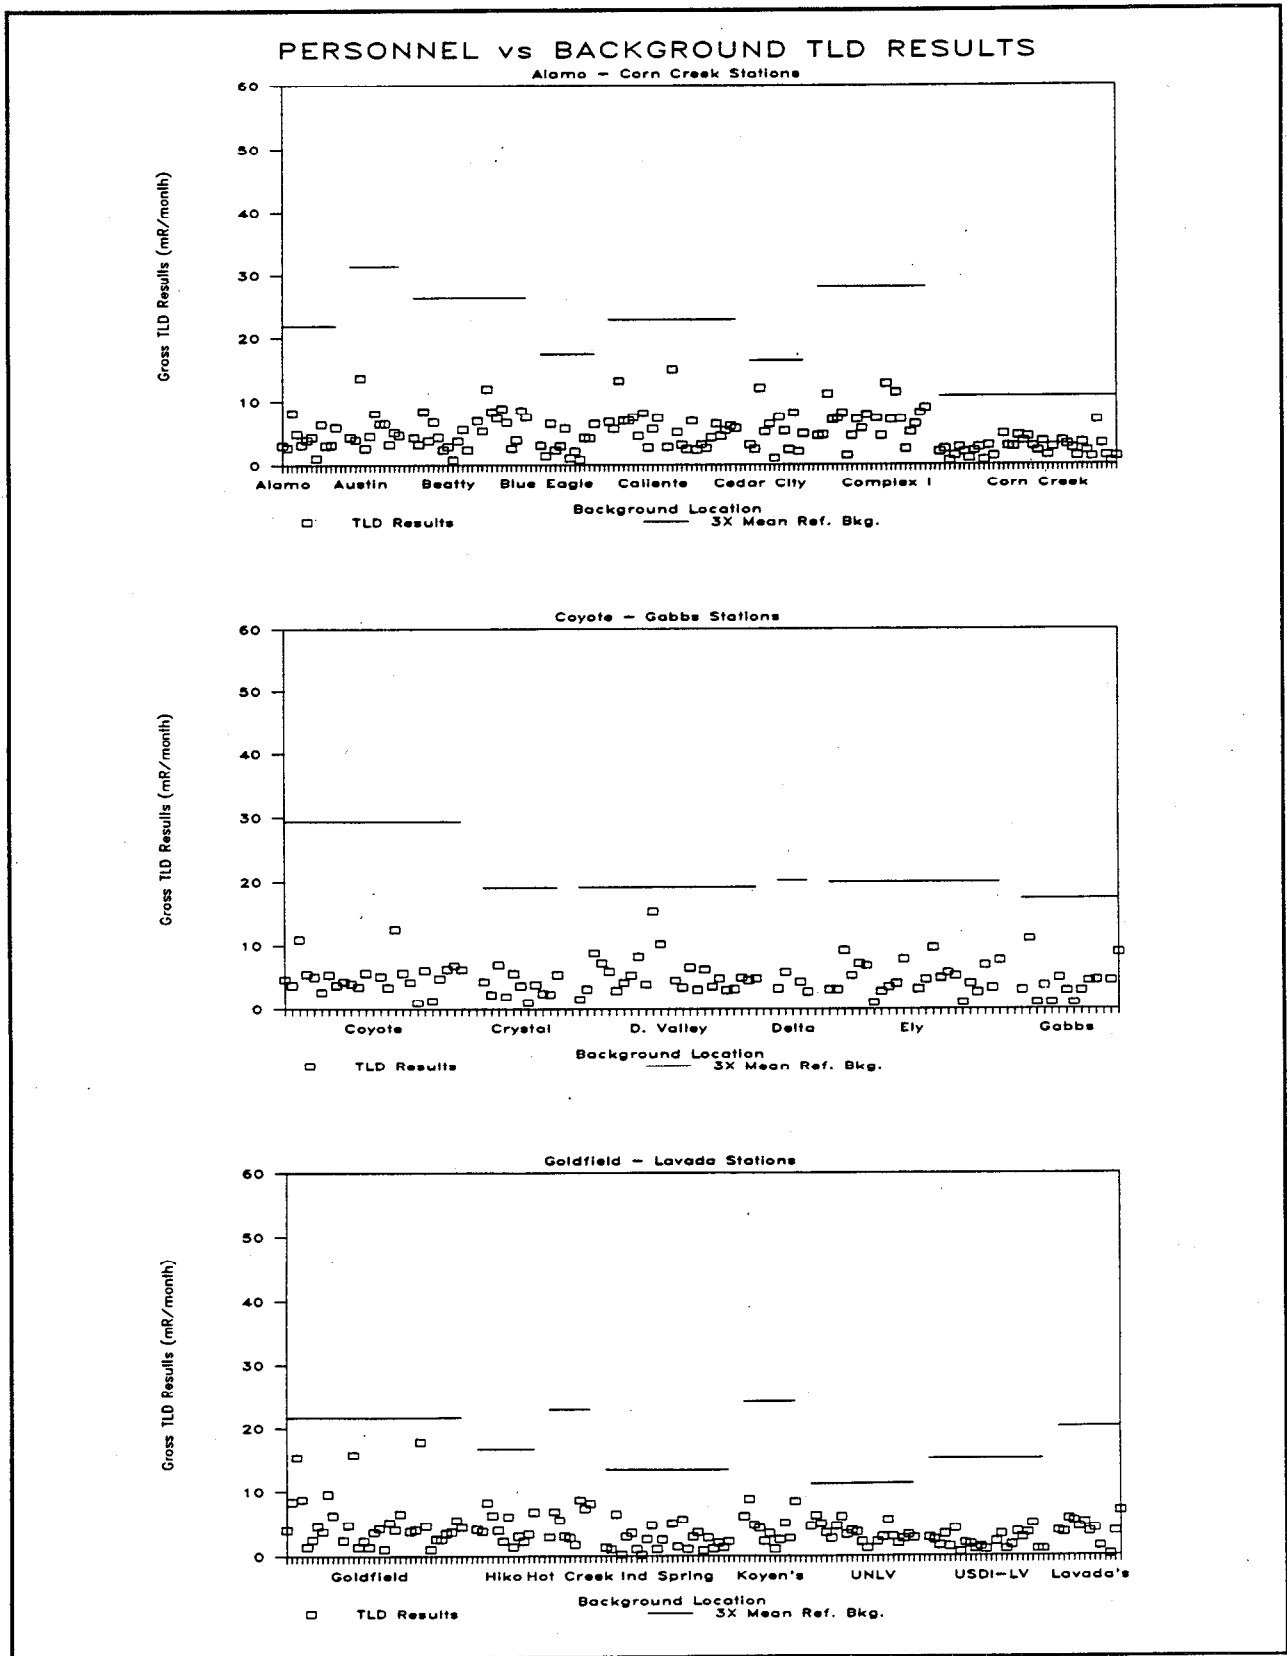 PERSONNEL vs BACKGROUND TLD RESULTS
Alamo - Corn Creek Stations
60
50
40
30
20
10
0
Gross TLD Results (mR/month)
Alamo Austin Beatty Blue Eagle Caliente Cedar City Complex I Corn Creek
Background Location
TLD Results 3X Mean Ref. Bkg.
Coyote - Gabbs Stations
60
50
40
30
20
10
0
Gross TLD Results (mR/month)
Coyote Crystal D. Valley Delta Ely Gabbs
Background Location
TLD Results 3X Mean Ref. Bkg.
Goldfield - Lavada Stations
60
50
40
30
20
10
0
Gross TLD Results (mR/month)
Goldfield Hiko Hot Creek Ind Spring Koyen's UNLV USDI-LV Lavada's
Background Location
TLD Results 3X Mean Ref. Bkg.